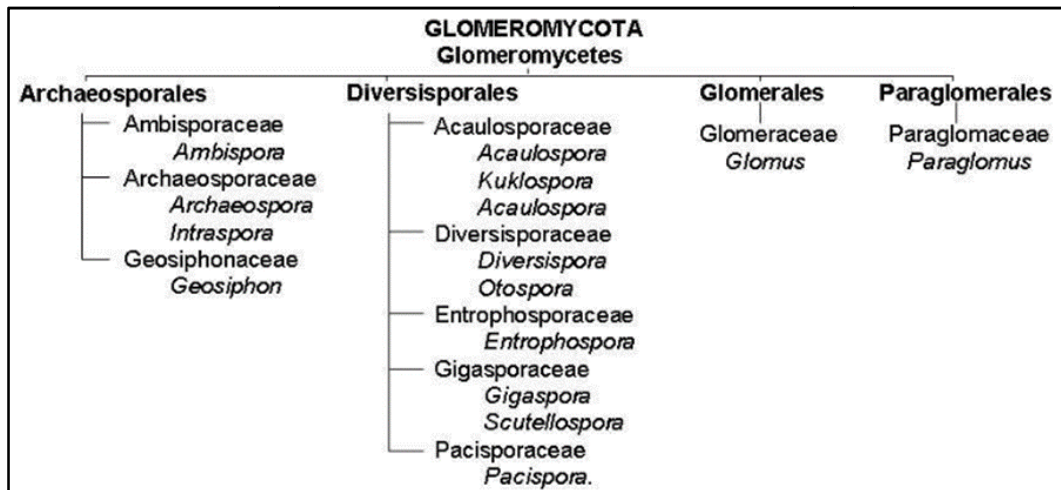 GLOMEROMYCOTA
Glomeromycetes
Archaeosporales
Ambisporaceae
Ambispora
Archaeosporaceae
Archaeospora
Intraspora
Geosiphonaceae
Geosiphon
Diversisporales
Acaulosporaceae
Acaulospora
Kuklospora
Acaulospora
Diversisporaceae
Diversispora
Otospora
Entrophosporaceae
Entrophospora
Gigasporaceae
Gigaspora
Scutellospora
Pacisporaceae
Pacispora.
Glomerales
Glomeraceae
Glomus
Paraglomerales
Paraglomaceae
Paraglomus